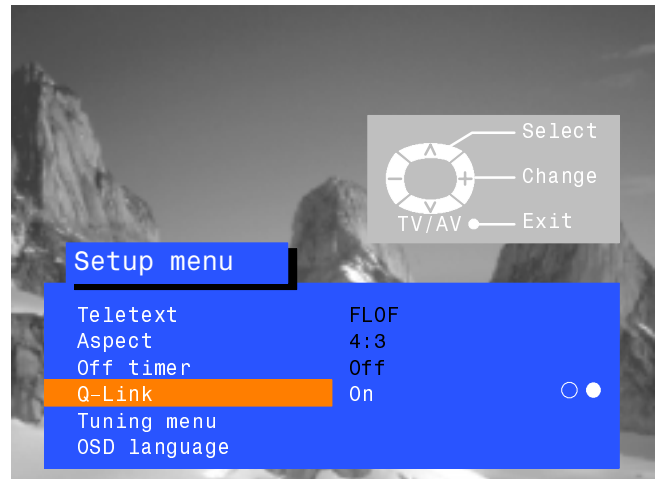 Select
Change
TV/AV Exit
Setup menu
Teletext FLOF
Aspect 4:3
Off timer Off
Q-Link On
Tuning menu
OSD language